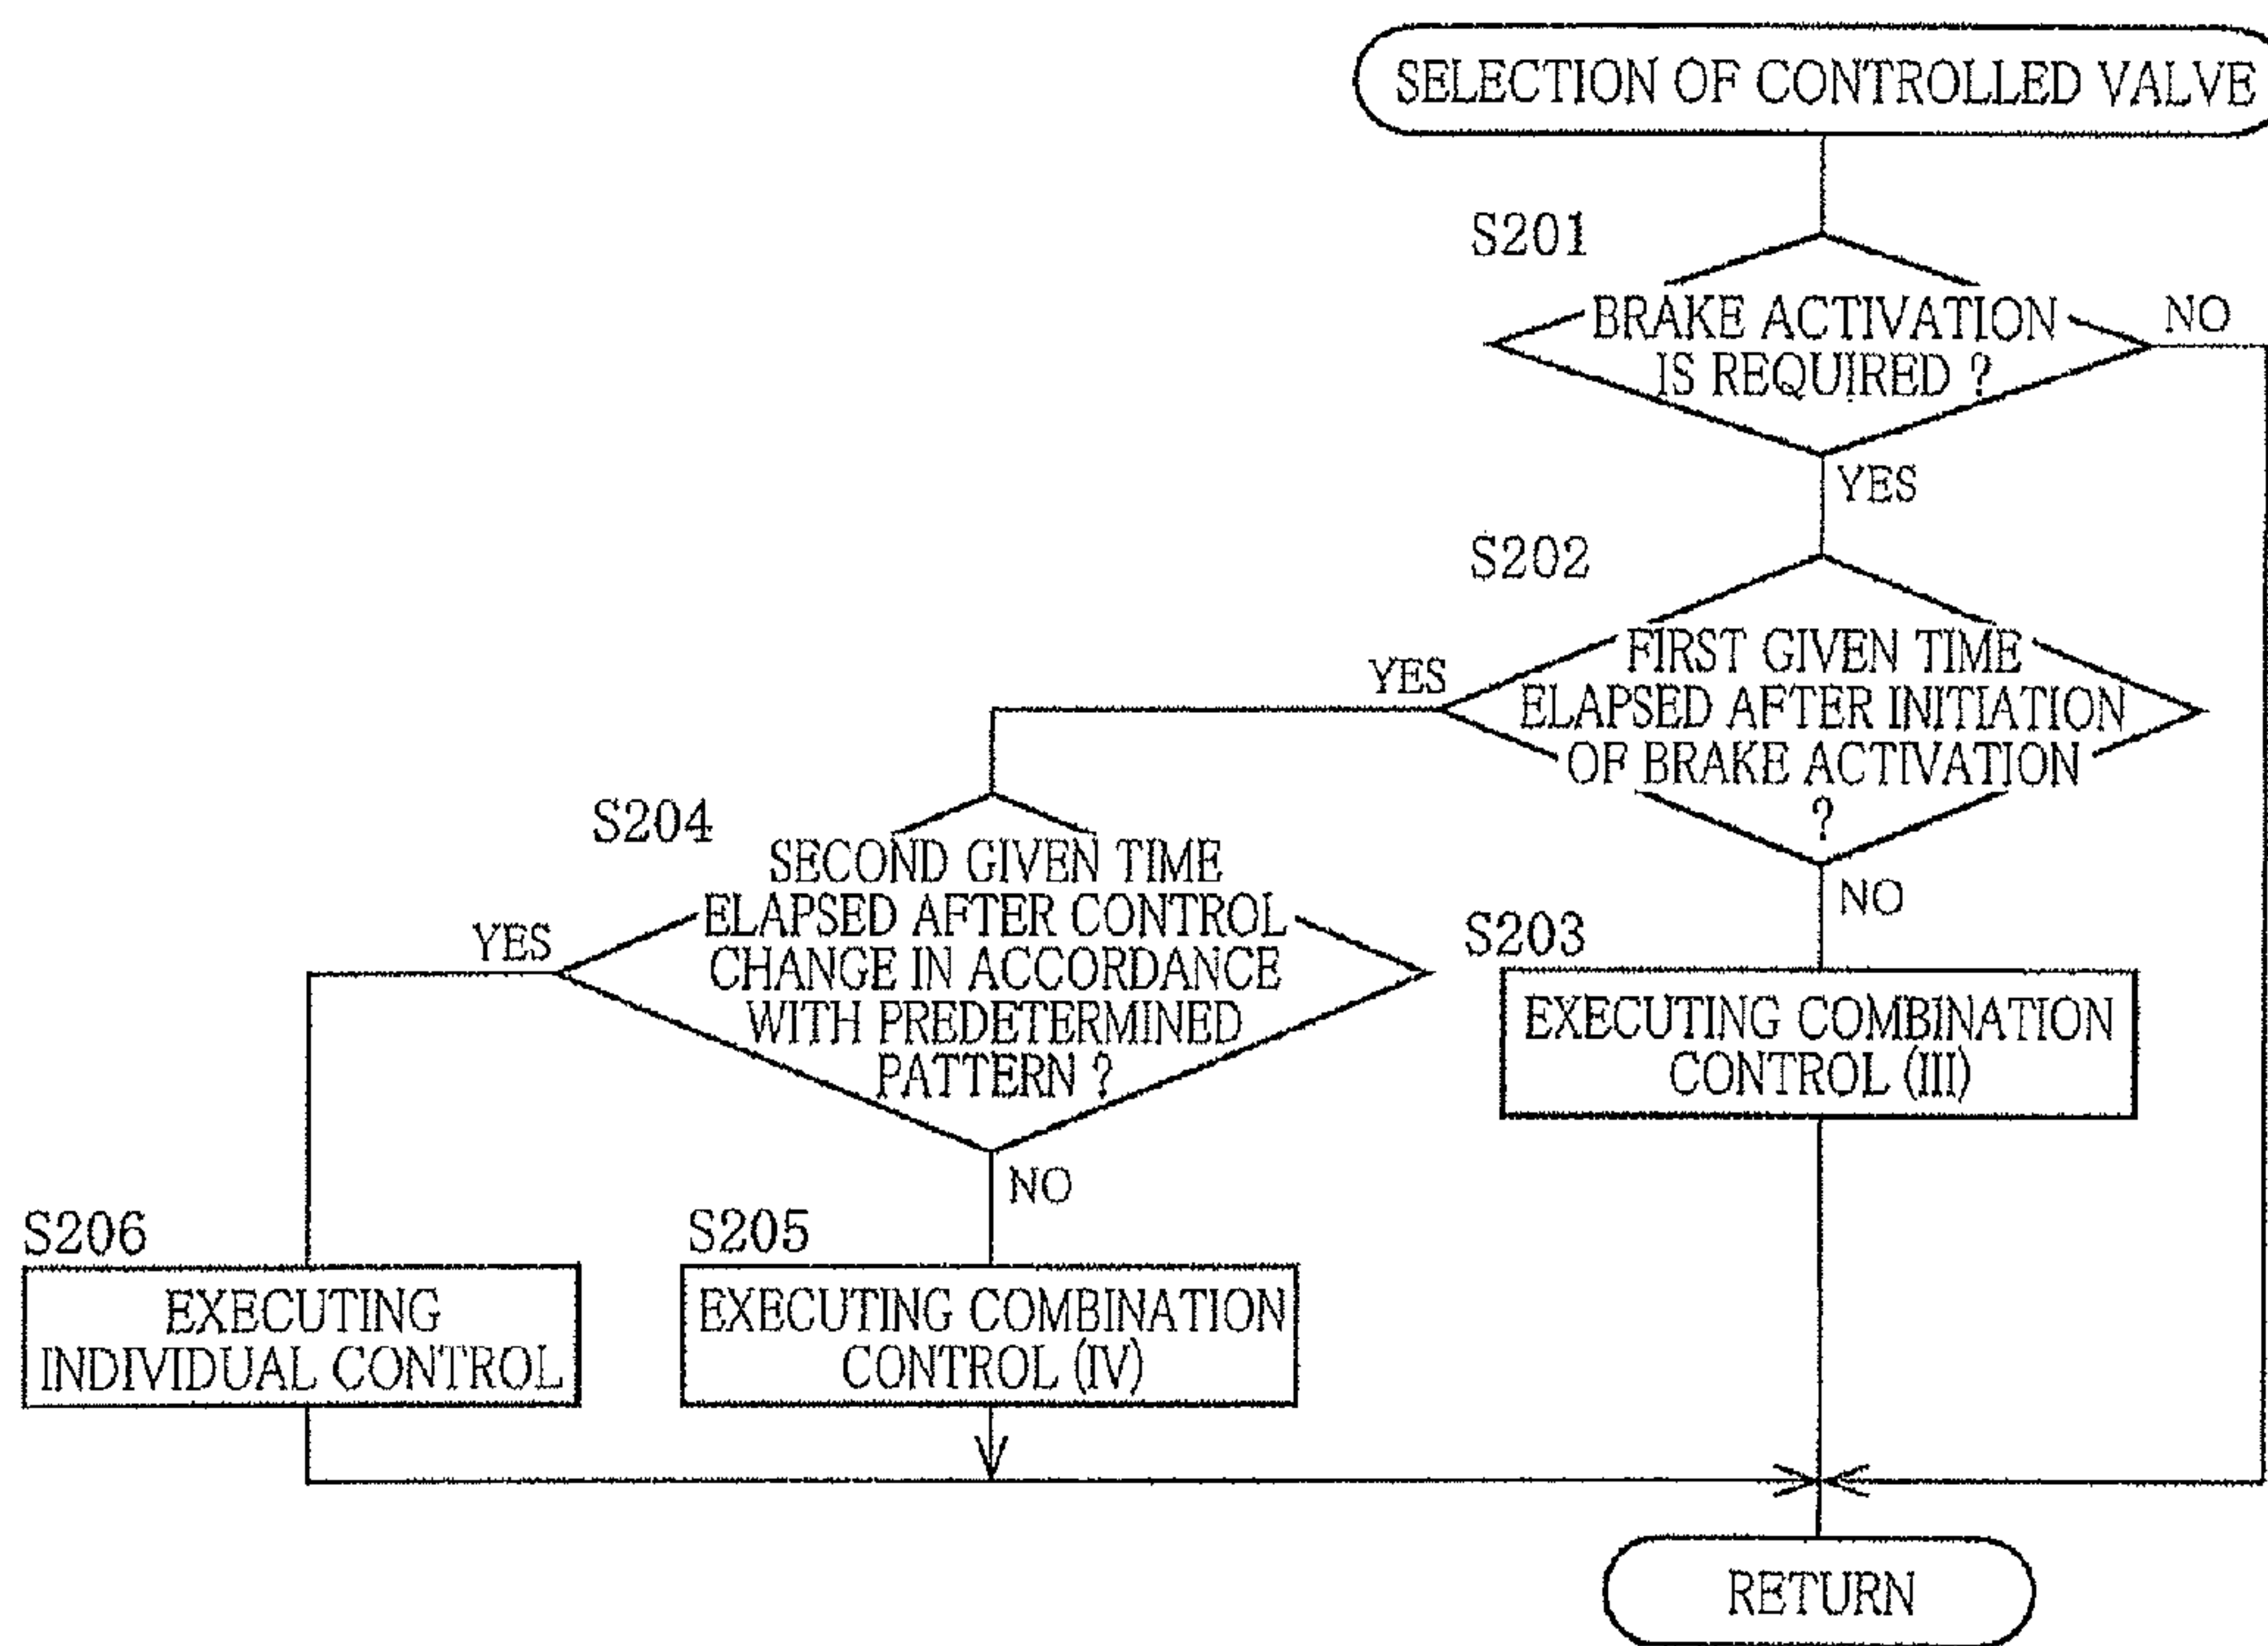 SELECTION OF CONTROLLED VALVE
S201
BRAKE ACTIVATION
IS REQUIRED ?
NO
YES
S202
FIRST GIVEN TIME
ELAPSED AFTER INITIATION
OF BRAKE ACTIVATION
?
YES
NO
S204
SECOND GIVEN TIME
ELAPSED AFTER CONTROL
CHANGE IN ACCORDANCE
WITH PREDETERMINED
PATTERN ?
YES
NO
S203
EXECUTING COMBINATION
CONTROL (III)
S206
EXECUTING
INDIVIDUAL CONTROL
S205
EXECUTING COMBINATION
CONTROL (IV)
RETURN